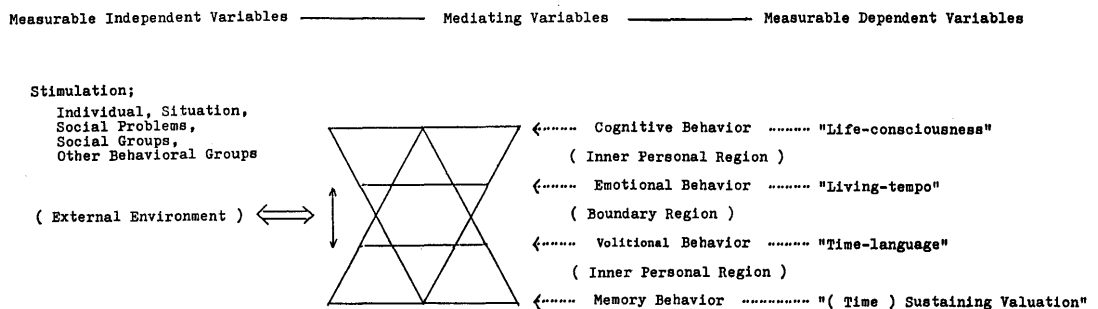 Measurable Independent Variables ——— Mediating Variables ——— Measurable Dependent Variables
Stimulation;
Individual, Situation,
Social Problems,
Social Groups,
Other Behavioral Groups
( External Environment )
Cognitive Behavior "Life-consciousness"
( Inner Personal Region )
Emotional Behavior "Living-tempo"
( Boundary Region )
Volitional Behavior "Time-language"
( Inner Personal Region )
Memory Behavior "( Time ) Sustaining Valuation"